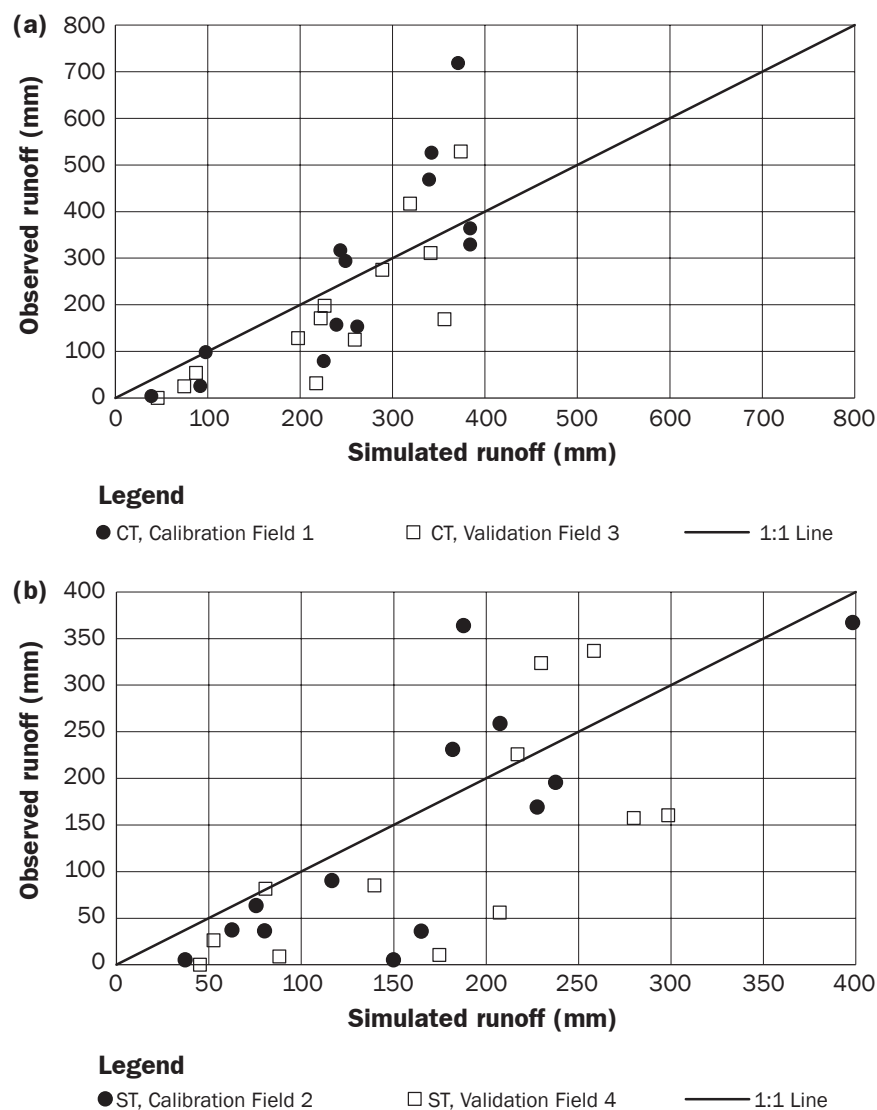 (a)
800
700
600
500
400
300
200
100
0
Observed runoff (mm)
0 100 200 300 400 500 600 700 800
Simulated runoff (mm)
Legend
CT, Calibration Field 1 CT, Validation Field 3 1:1 Line
(b)
400
350
300
250
200
150
100
50
0
Observed runoff (mm)
0 50 100 150 200 250 300 350 400
Simulated runoff (mm)
Legend
ST, Calibration Field 2 ST, Validation Field 4 1:1 Line